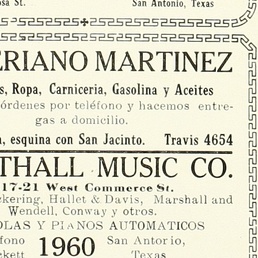 osa St. San Antonio, Texas
ERIANO MARTINEZ
s, Ropa, Carniceria, Gasolina y Aceites
órdenes por teléfono y hacemos entre-
gas a domicilio.
a, esquina con San Jacinto. Travis 4654
THALL MUSIC CO.
17-21 West Commerce St.
ckering, Hallet & Davis, Marshall and
Wendell, Conway y otros.
OLAS Y PIANOS AUTOMATICOS
fono 1960 San Antorio,
ckett Texas